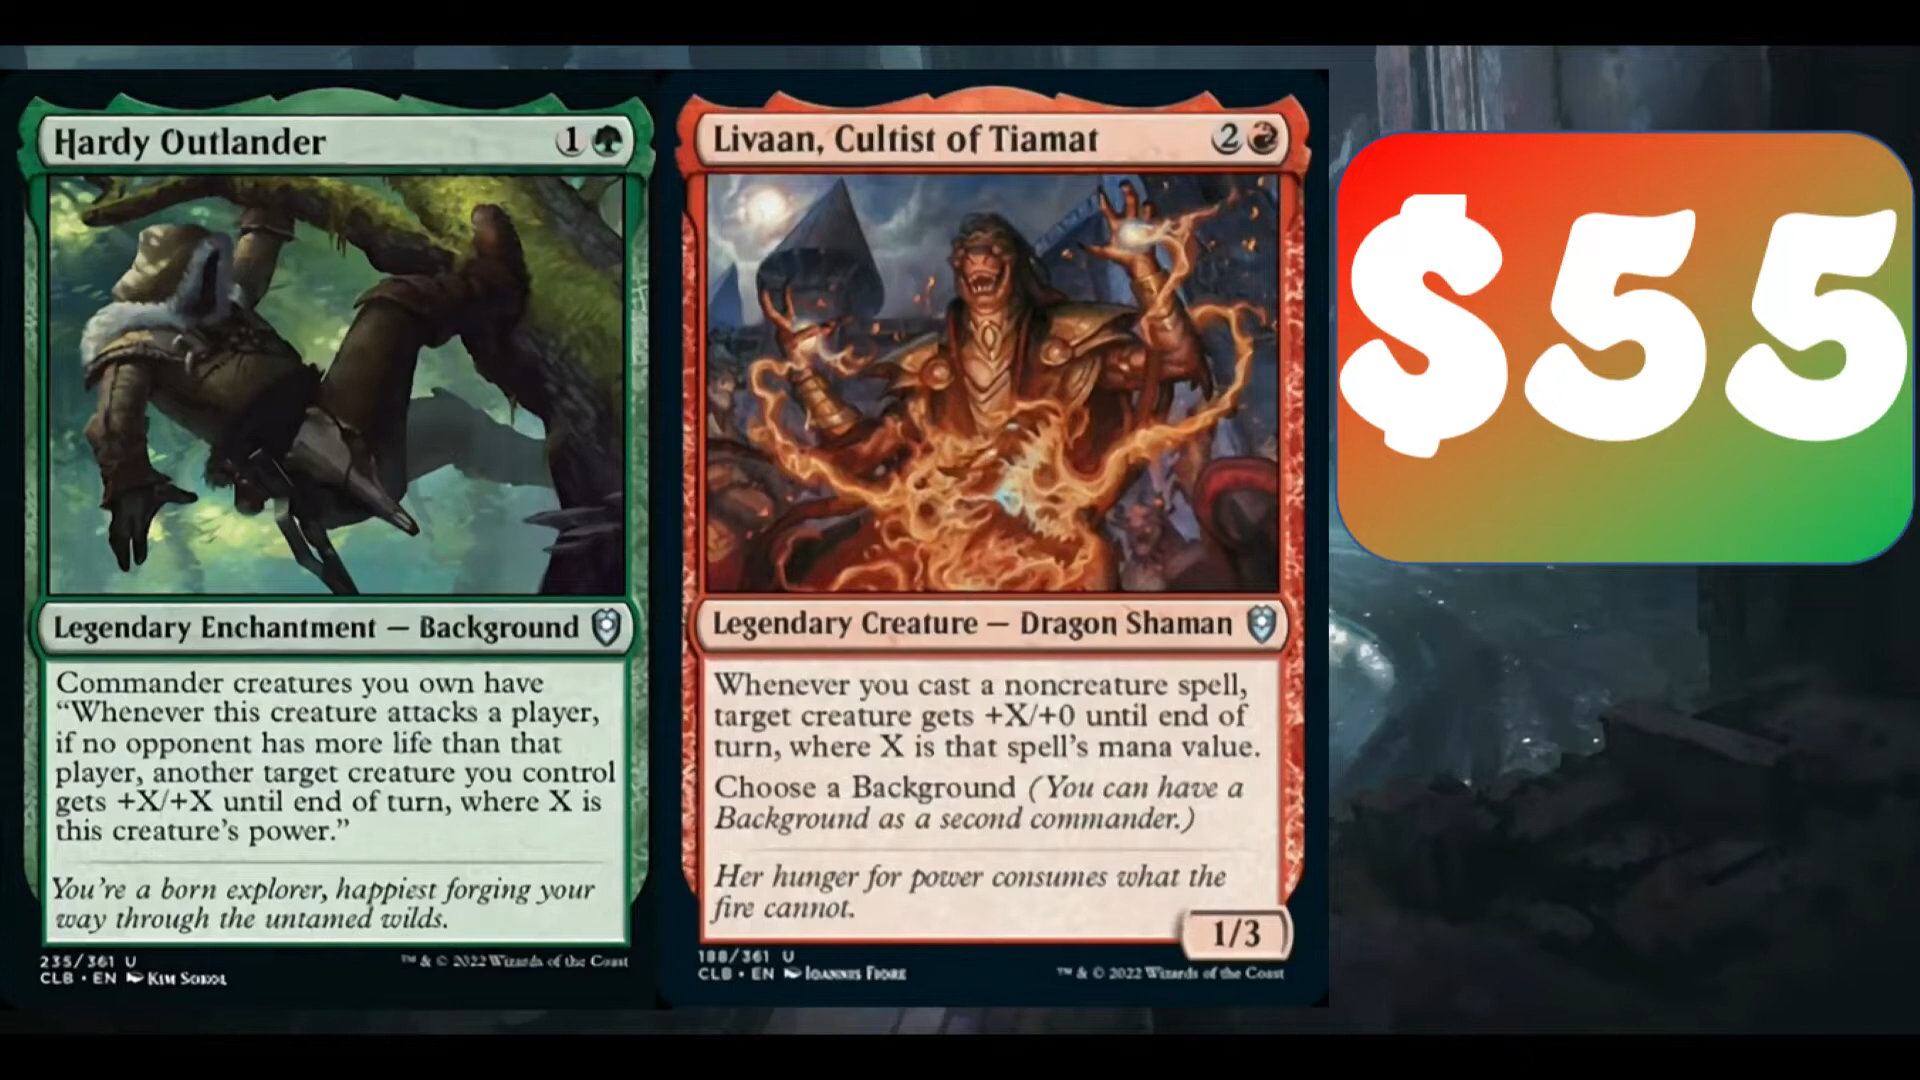 Hardy Outlander 1
Legendary Enchantment — Background
Commander creatures you own have
“Whenever this creature attacks a player,
if no opponent has more life than that
player, another target creature you control
gets +X/+X until end of turn, where X is
this creature's power.”
You're a born explorer, happiest forging your
way through the untamed wilds.
235/361 U
CLB • EN Kim Sokol
™ & © 2022 Wizards of the Coast
Livaan, Cultist of Tiamat 2
Legendary Creature — Dragon Shaman
Whenever you cast a noncreature spell,
target creature gets +X/+0 until end of
turn, where X is that spell's mana value.
Choose a Background (You can have a
Background as a second commander.)
Her hunger for power consumes what the
fire cannot.
1/3
188/361 U
CLB • EN Ioannis Fiore
™ & © 2022 Wizards of the Coast
$55